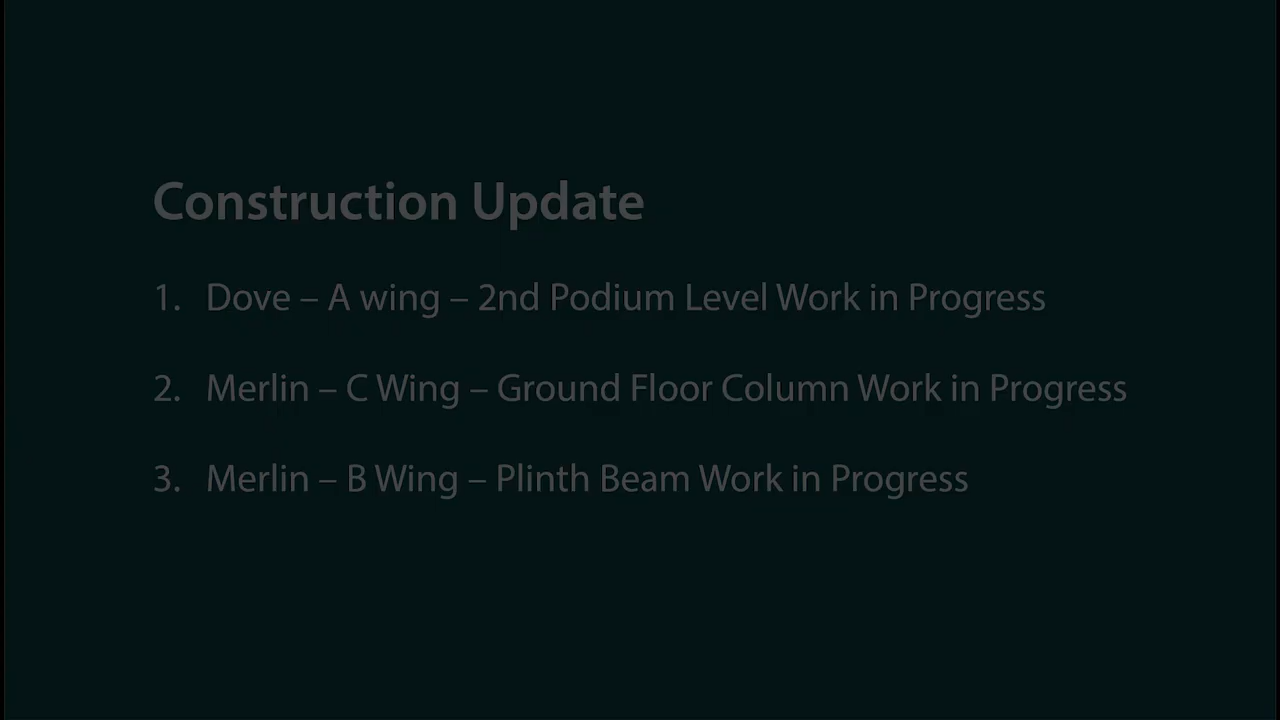 Construction Update
1. Dove – A wing – 2nd Podium Level Work in Progress
2. Merlin – C Wing – Ground Floor Column Work in Progress
3. Merlin – B Wing – Plinth Beam Work in Progress